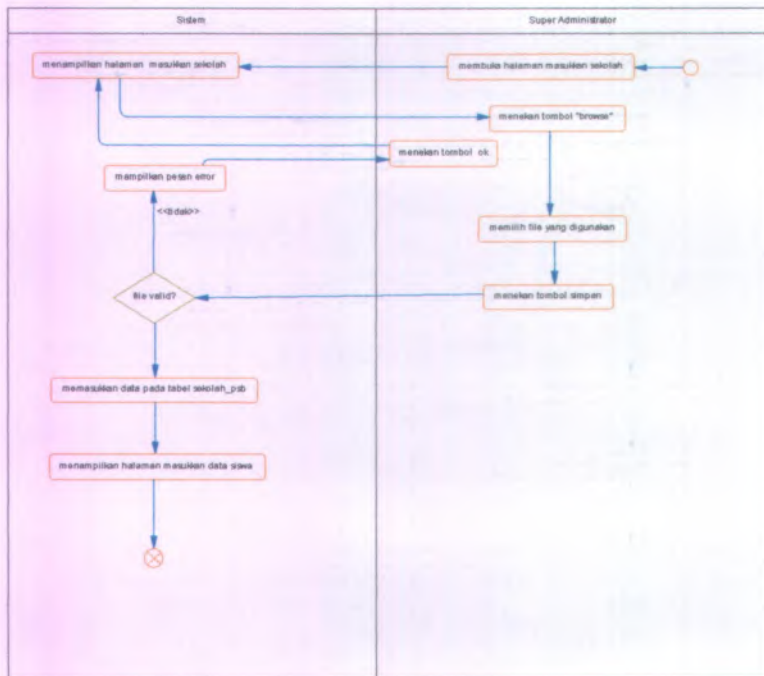 Sistem
Super Administrator
menampilkan halaman masukkan sekolah
membuka halaman masukkan sekolah
menekan tombol "browse"
menekan tombol ok
mampilkan pesan error
<<tidak>>
memilih file yang digunakan
file valid?
menekan tombol simpan
memasukkan data pada tabel sekolah_psb
menampilkan halaman masukkan data siswa